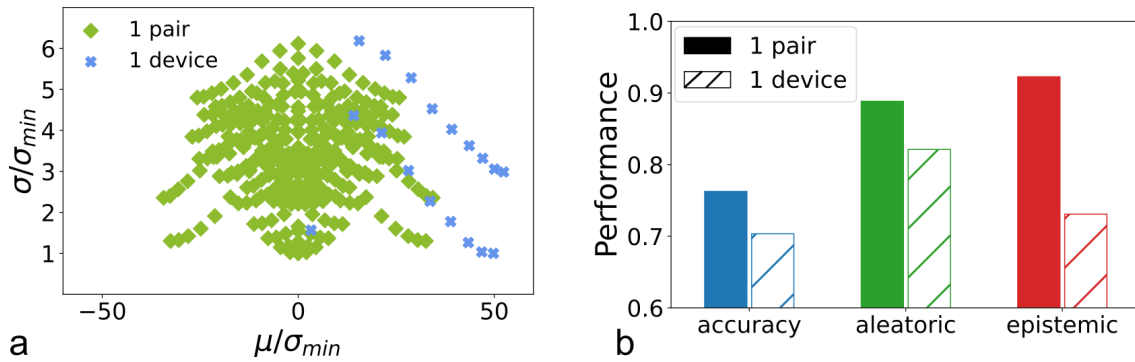 1 pair
1 device
6
5
4
3
2
1
σ/σmin
−50
0
50
μ/σmin
a
1.0
0.9
0.8
0.7
0.6
Performance
1 pair
1 device
accuracy
aleatoric
epistemic
b